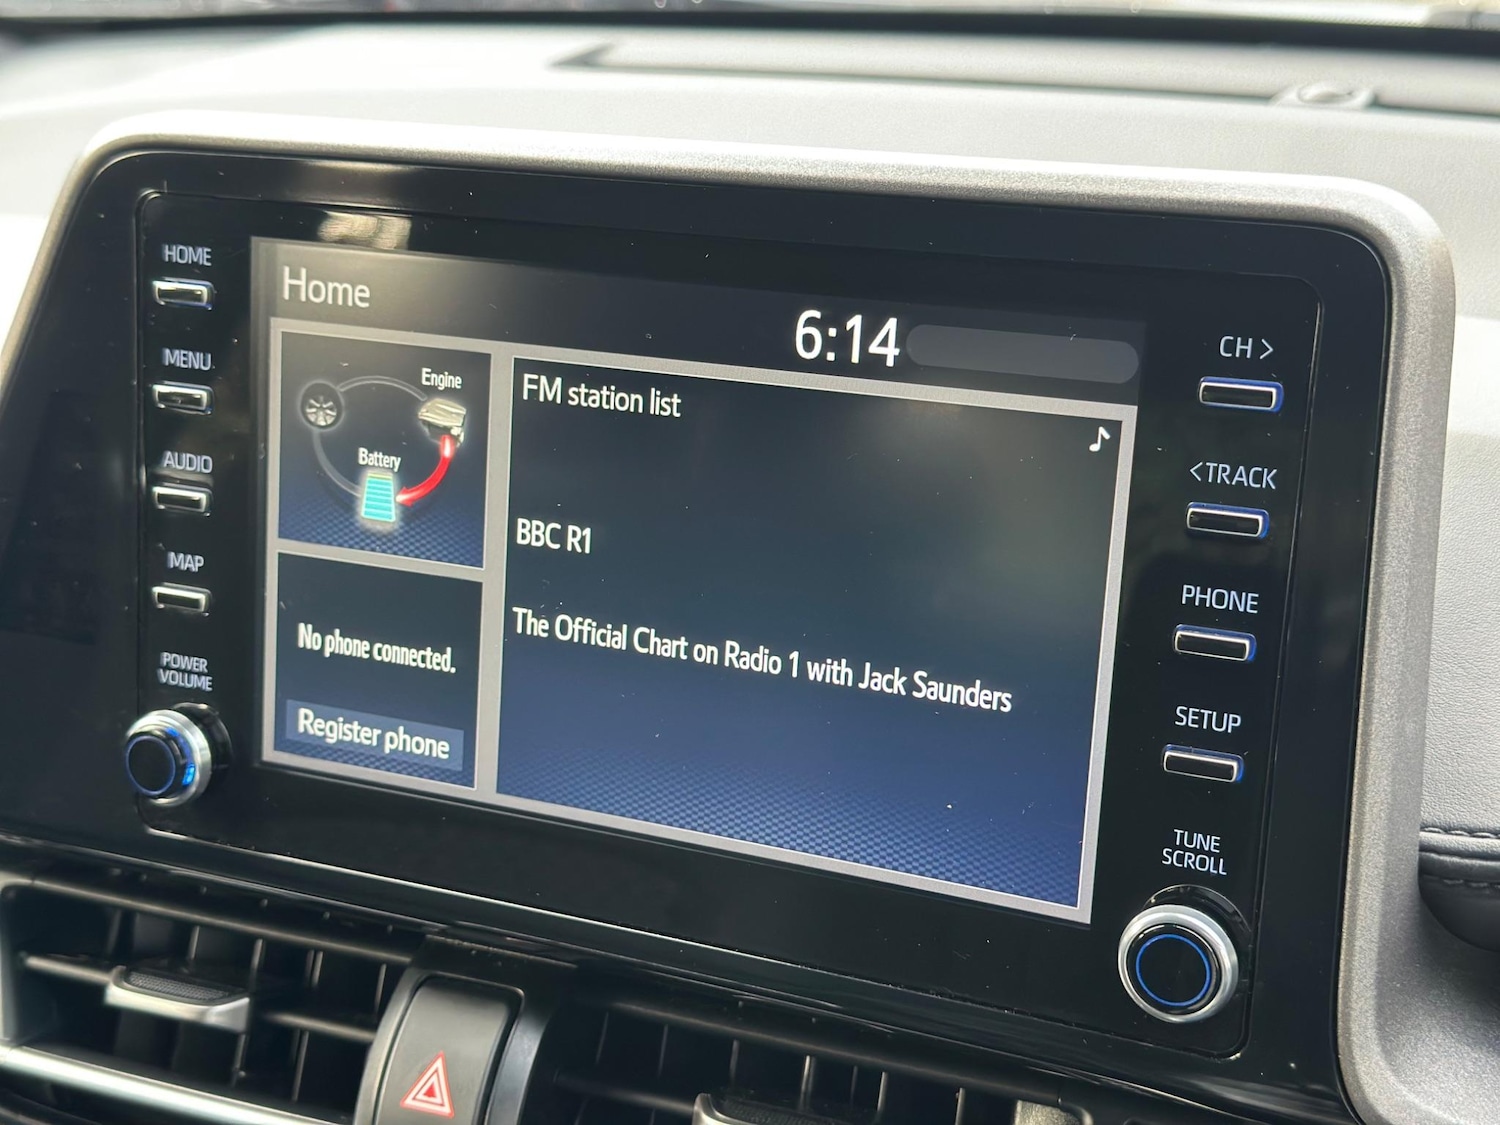 HOME
MENU
AUDIO
MAP
POWER
VOLUME
Home
6:14
Engine
Battery
No phone connected.
Register phone
FM station list
BBC R1
The Official Chart on Radio 1 with Jack Saunders
CH >
<TRACK
PHONE
SETUP
TUNE
SCROLL